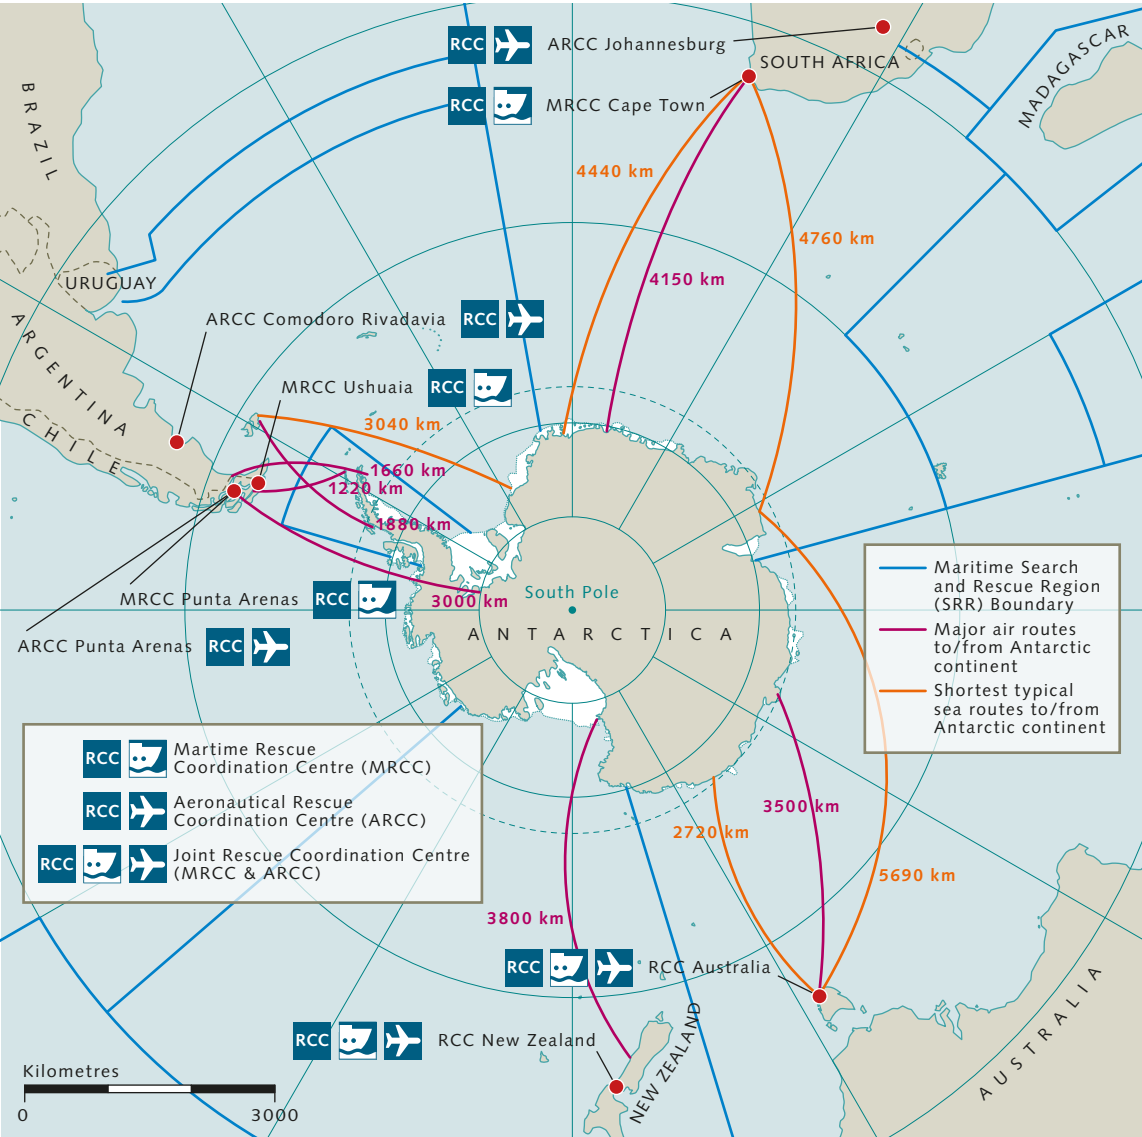 RCC
ARCC Johannesburg
SOUTH AFRICA
MADAGASCAR
RCC
MRCC Cape Town
BRAZIL
4440 km
4760 km
4150 km
URUGUAY
ARCC Comodoro Rivadavia
RCC
ARGENTINA
MRCC Ushuaia
RCC
CHILE
3040 km
1660 km
1220 km
1880 km
South Pole
3000 km
ANTARCTICA
MRCC Punta Arenas
RCC
ARCC Punta Arenas
RCC
Maritime Search
and Rescue Region
(SRR) Boundary
Major air routes
to/from Antarctic
continent
Shortest typical
sea routes to/from
Antarctic continent
RCC
Martime Rescue
Coordination Centre (MRCC)
RCC
Aeronautical Rescue
Coordination Centre (ARCC)
RCC
Joint Rescue Coordination Centre
(MRCC & ARCC)
3500 km
2720 km
5690 km
3800 km
RCC
RCC Australia
RCC
RCC New Zealand
NEW ZEALAND
AUSTRALIA
Kilometres
0
3000